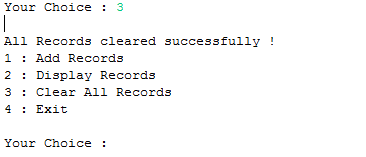 Your Choice : 3
All Records cleared successfully !
1 : Add Records
2 : Display Records
3 : Clear All Records
4 : Exit
Your Choice :